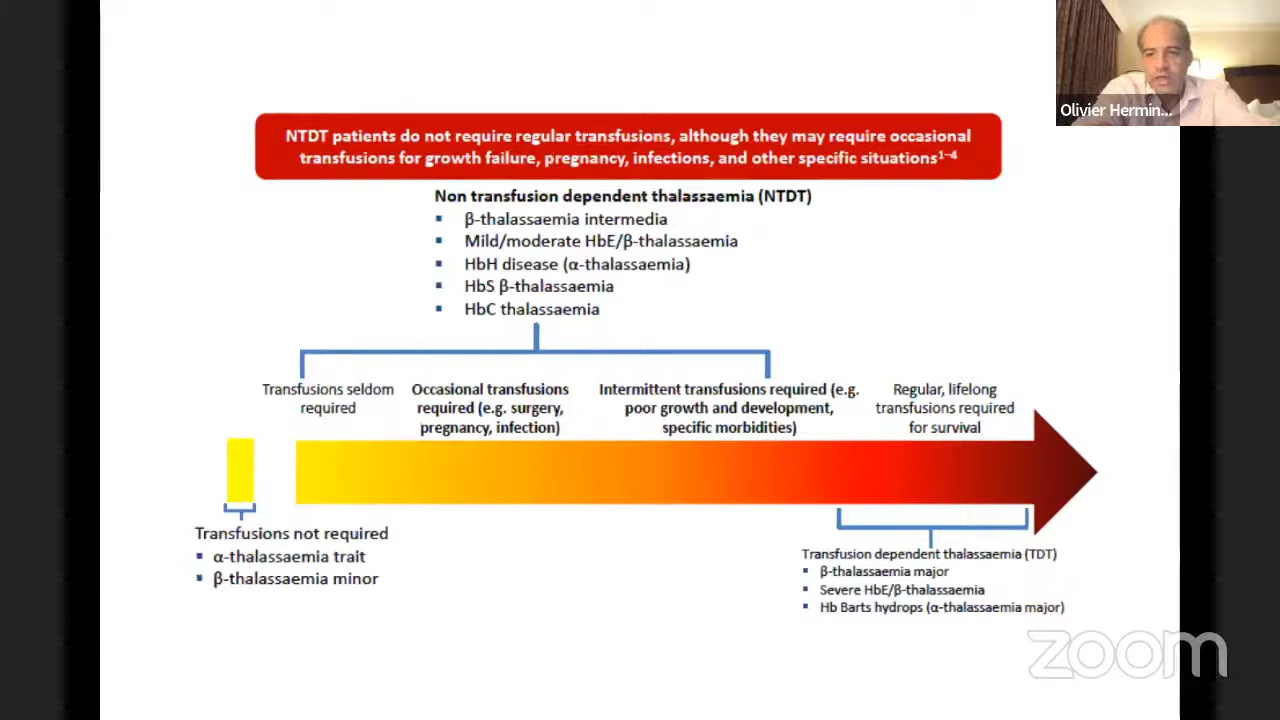 Olivier Hermin...
NTDT patients do not require regular transfusions, although they may require occasional
transfusions for growth failure, pregnancy, infections, and other specific situations¹⁻⁴
Non transfusion dependent thalassaemia (NTDT)
▪ β-thalassaemia intermedia
▪ Mild/moderate HbE/β-thalassaemia
▪ HbH disease (α-thalassaemia)
▪ HbS β-thalassaemia
▪ HbC thalassaemia
Transfusions seldom
required
Occasional transfusions
required (e.g. surgery,
pregnancy, infection)
Intermittent transfusions required (e.g.
poor growth and development,
specific morbidities)
Regular, lifelong
transfusions required
for survival
Transfusions not required
▪ α-thalassaemia trait
▪ β-thalassaemia minor
Transfusion dependent thalassaemia (TDT)
▪ β-thalassaemia major
▪ Severe HbE/β-thalassaemia
▪ Hb Barts hydrops (α-thalassaemia major)
zoom